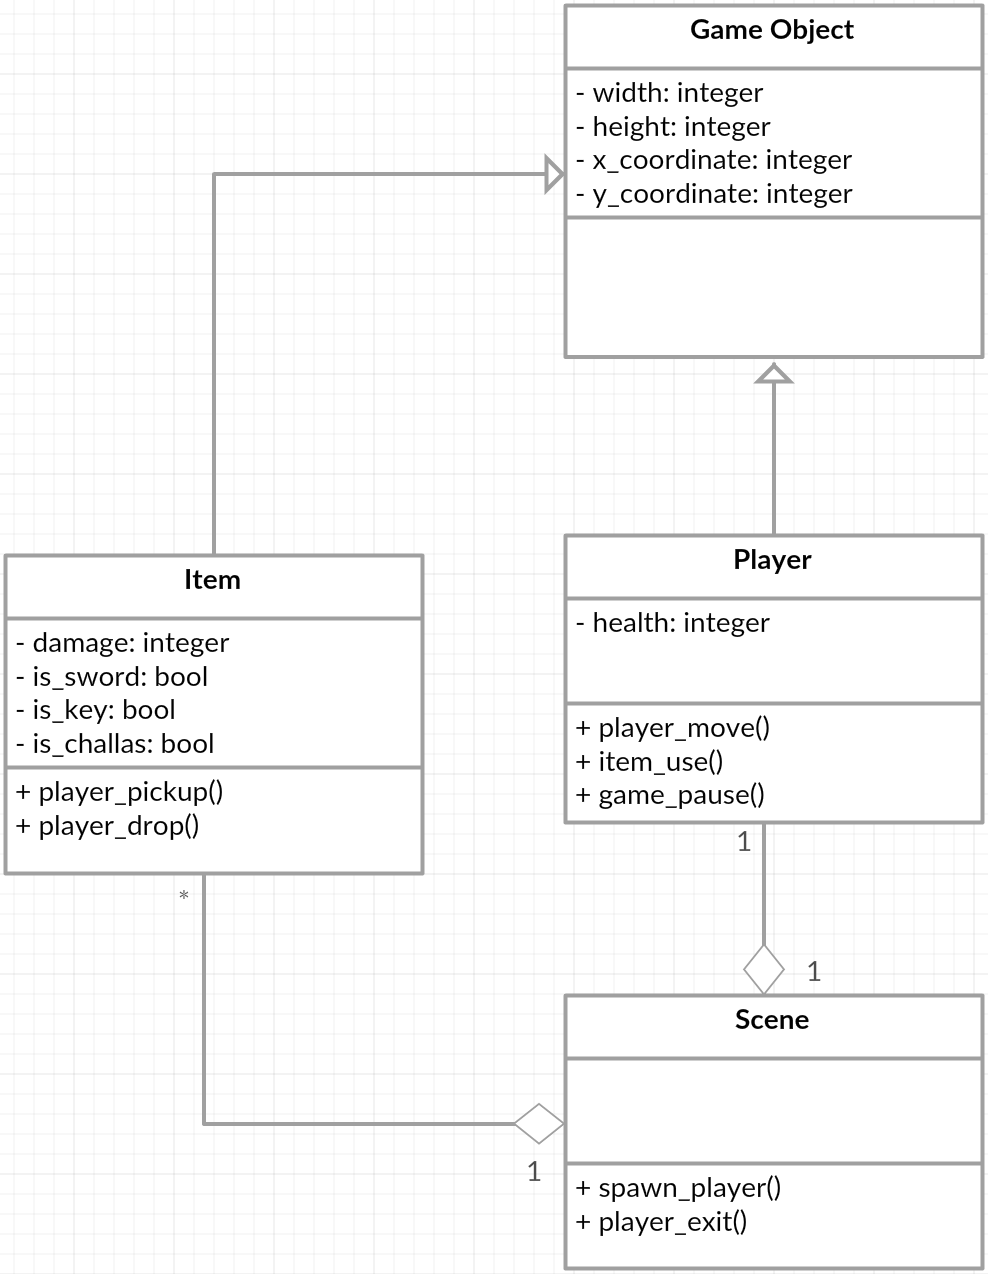 Game Object
- width: integer
- height: integer
- x_coordinate: integer
- y_coordinate: integer
Item
- damage: integer
- is_sword: bool
- is_key: bool
- is_challas: bool
+ player_pickup()
+ player_drop()
*
Player
- health: integer
+ player_move()
+ item_use()
+ game_pause()
1
1
Scene
+ spawn_player()
+ player_exit()
1